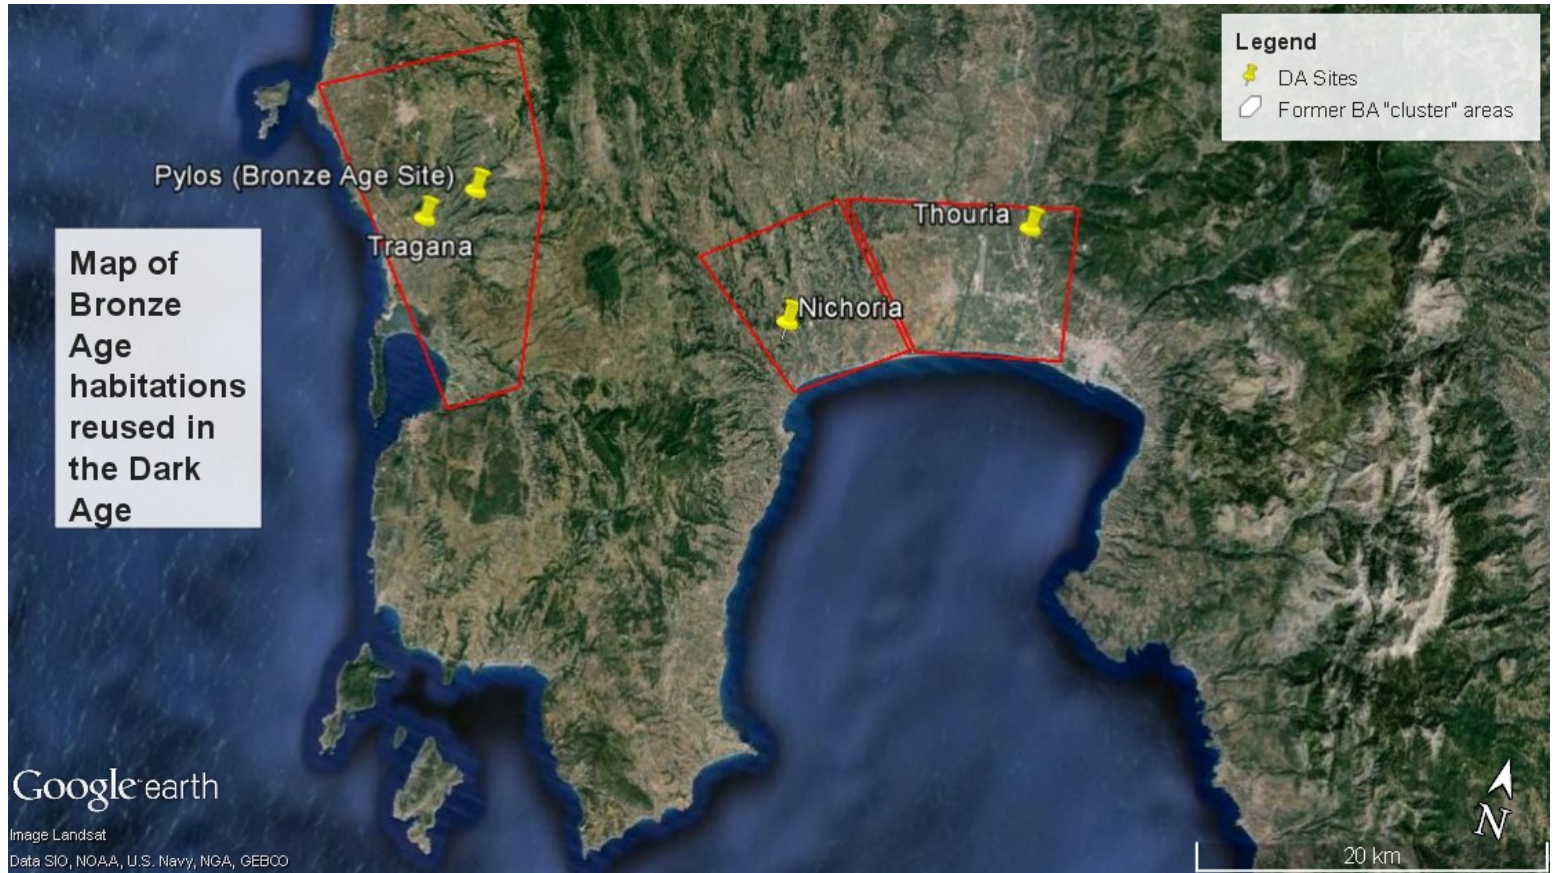 Legend
DA Sites
Former BA "cluster" areas
Pylos (Bronze Age Site)
Tragana
Thouria
Nichoria
Map of
Bronze
Age
habitations
reused in
the Dark
Age
Google earth
Image Landsat
Data SIO, NOAA, U.S. Navy, NGA, GEBCO
N
20 km